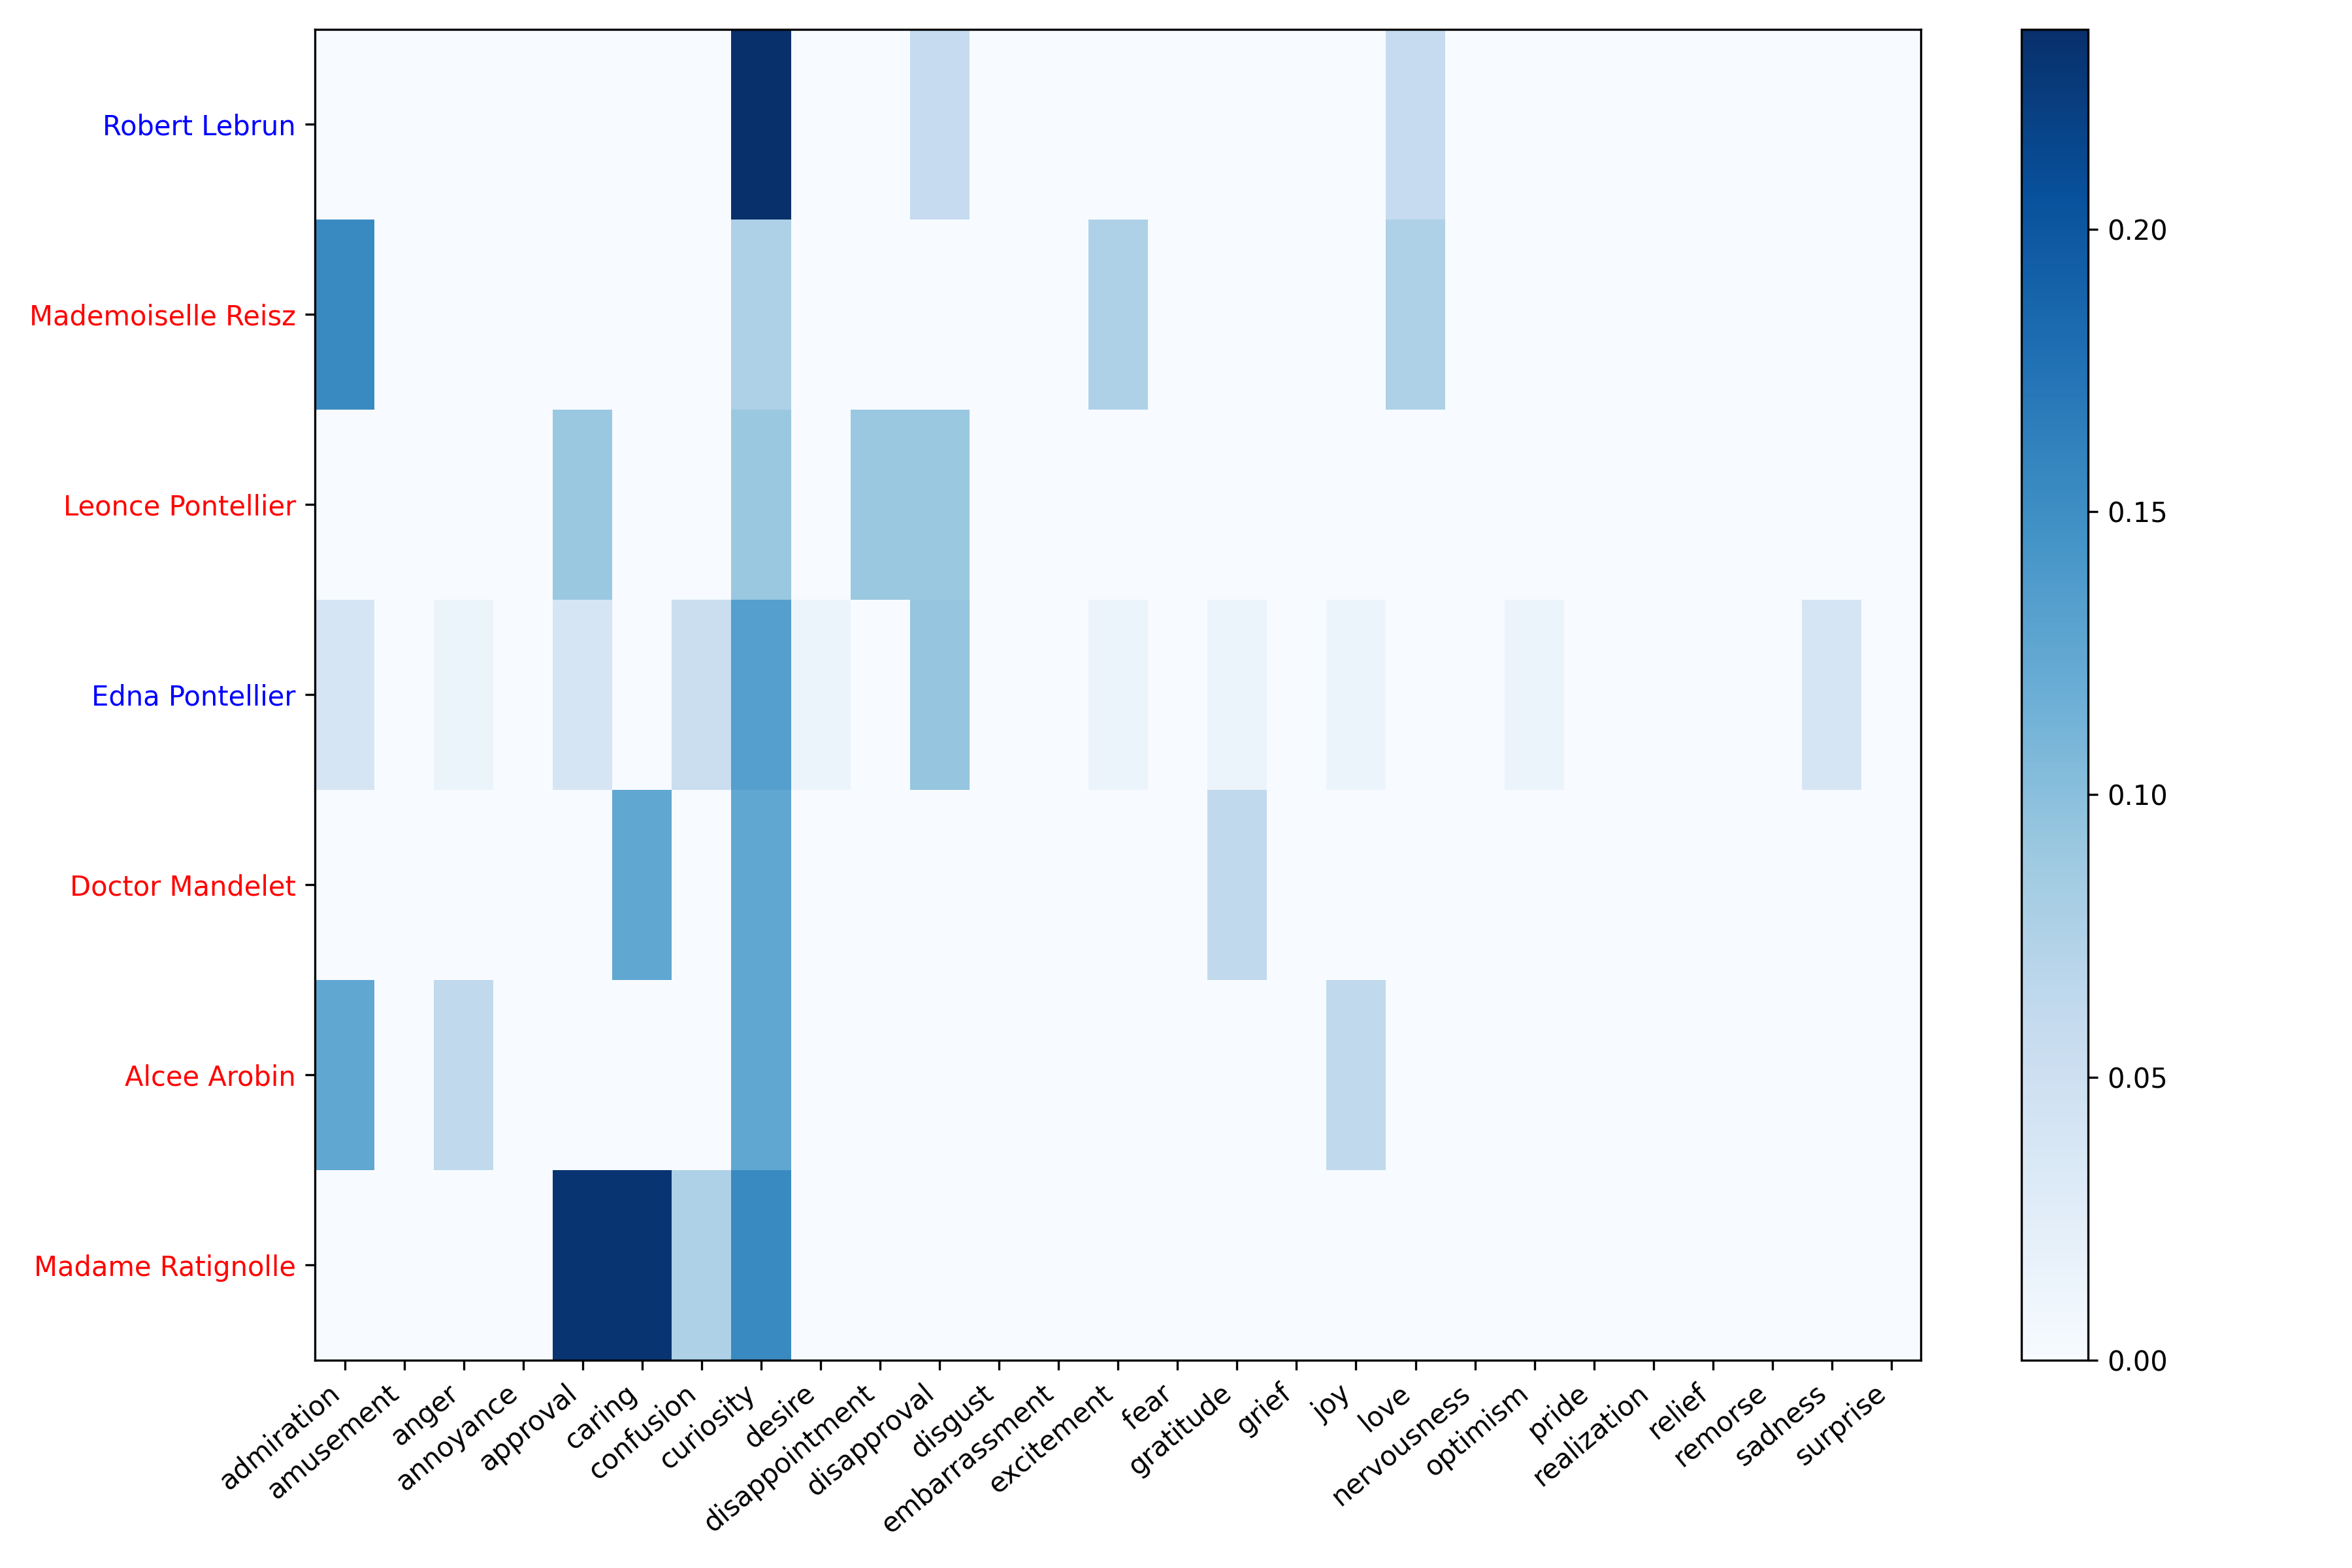 Robert Lebrun
Mademoiselle Reisz
Leonce Pontellier
Edna Pontellier
Doctor Mandelet
Alcee Arobin
Madame Ratignolle
admiration
amusement
anger
annoyance
approval
caring
confusion
curiosity
desire
disappointment
disapproval
disgust
embarrassment
excitement
fear
gratitude
grief
joy
love
nervousness
optimism
pride
realization
relief
remorse
sadness
surprise
0.20
0.15
0.10
0.05
0.00